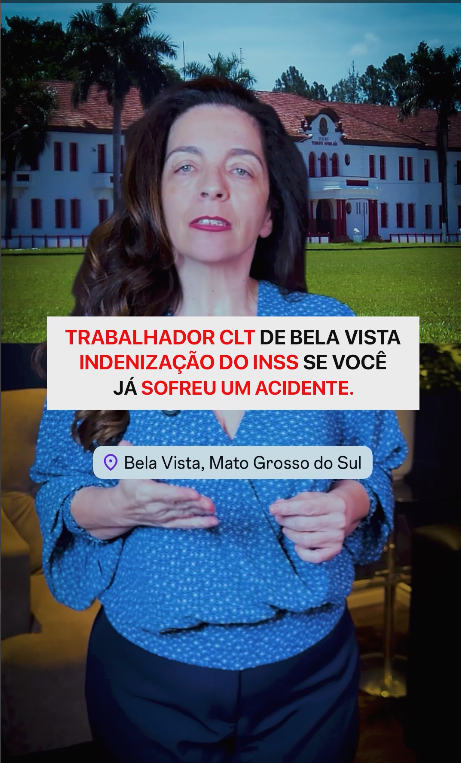 TRABALHADOR CLT DE BELA VISTA
INDENIZAÇÃO DO INSS SE VOCÊ
JÁ SOFREU UM ACIDENTE.
Bela Vista, Mato Grosso do Sul